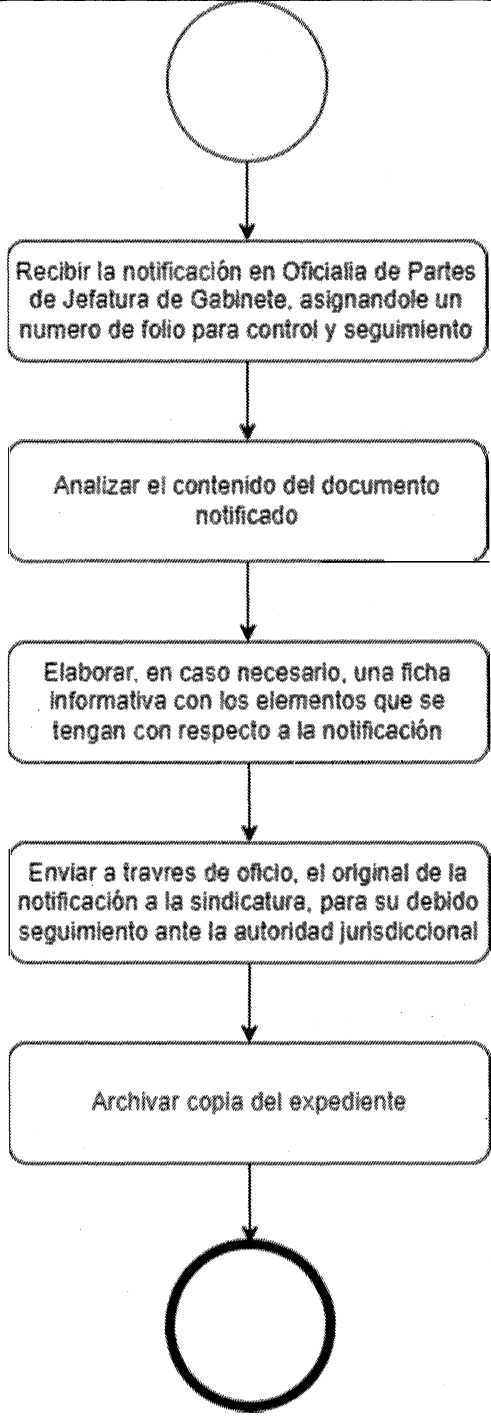 Recibir la notificación en Oficialia de Partes
de Jefatura de Gabinete, asignandole un
numero de folio para control y seguimiento
Analizar el contenido del documento
notificado
Elaborar, en caso necesario, una ficha
informativa con los elementos que se
tengan con respecto a la notificación
Enviar a travres de oficio, el original de la
notificación a la sindicatura, para su debido
seguimiento ante la autoridad jurisdiccional
Archivar copia del expediente